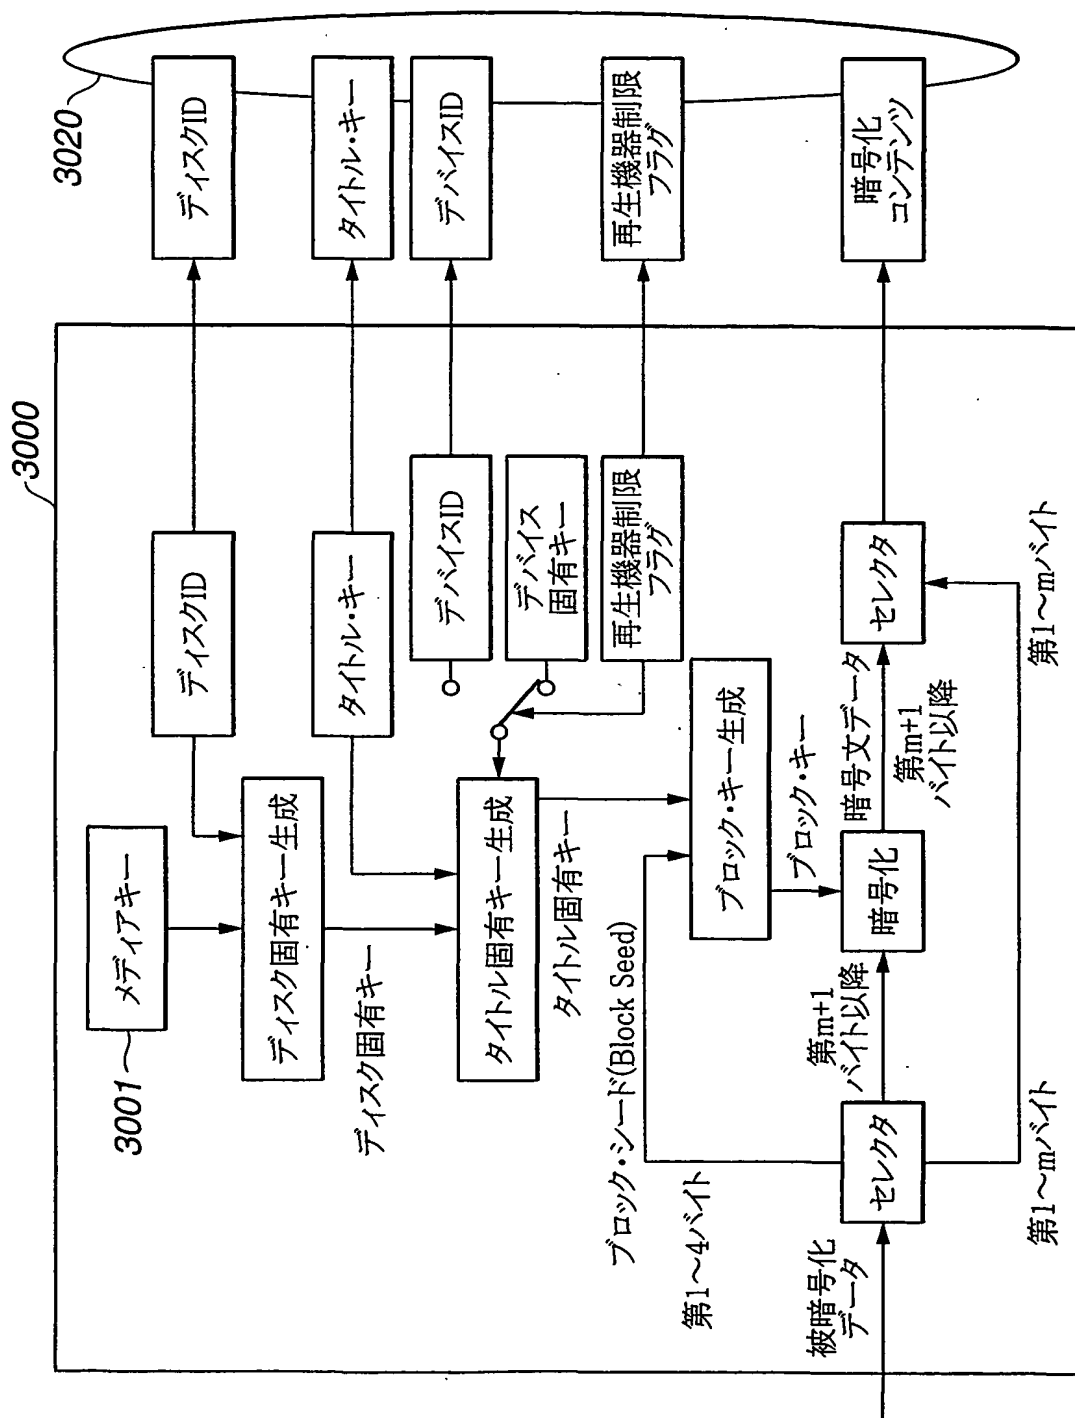 3000
3020
3001
メディアキー
ディスクID
ディスクID
ディスク固有キー生成
ディスク固有キー
タイトル・キー
タイトル・キー
タイトル固有キー生成
タイトル固有キー
デバイスID
デバイスID
デバイス
固有キー
再生機器制限
フラグ
再生機器制限
フラグ
ブロック・シード(Block Seed)
第1〜4バイト
ブロック・キー生成
ブロック・キー
被暗号化
データ
セレクタ
第m+1
バイト以降
暗号化
暗号文データ
第m+1
バイト以降
セレクタ
暗号化
コンテンツ
第1〜mバイト
第1〜mバイト